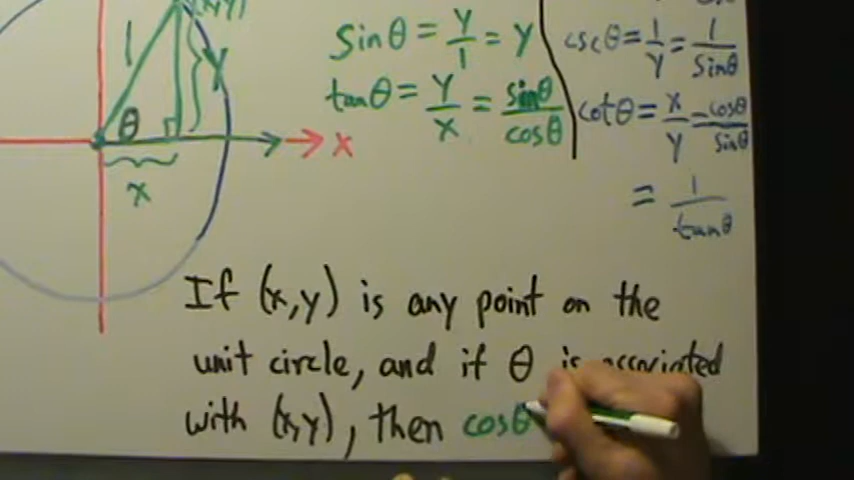 (x,y)
1
y
θ
x
x
sinθ = y/1 = y
tanθ = y/x = sinθ/cosθ
cscθ = 1/y = 1/sinθ
cotθ = x/y = cosθ/sinθ
= 1/tanθ
If (x,y) is any point on the
unit circle, and if θ is associated
with (x,y), then cosθ